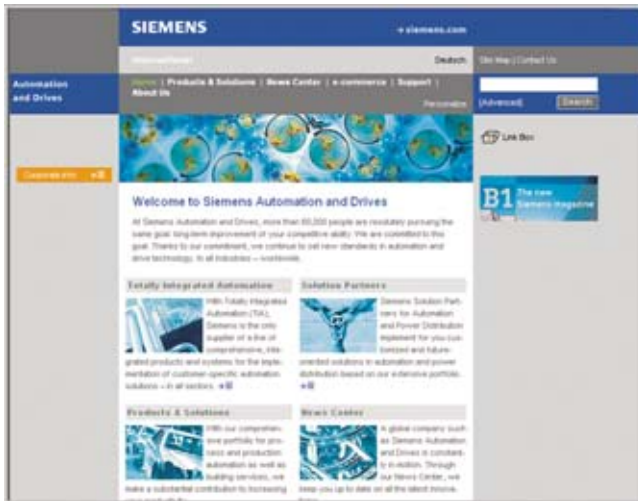 SIEMENS
siemens.com
Deutsch
Site Map | Contact Us
Automation
and Drives
Home | Products & Solutions | News Center | e-commerce | Support |
About Us
Personalize
[Advanced] Search
Link Box
Corporate Info
B1 The new
Siemens magazine
Welcome to Siemens Automation and Drives
At Siemens Automation and Drives, more than 60,000 people are resolutely pursuing the
same goal: long-term improvement of your competitive ability. We are committed to this
goal. Thanks to our commitment, we continue to set new standards in automation and
drive technology. In all industries – worldwide.
Totally Integrated Automation
With Totally Integrated
Automation (TIA),
Siemens is the only
supplier of a line of
comprehensive, inte-
grated products and systems for the imple-
mentation of customer-specific automation
solutions – in all sectors.
Solution Partners
Siemens Solution Part-
ners for Automation
and Power Distribution
implement for you cus-
tomized and future-
oriented solutions in automation and power
distribution based on our extensive portfolio.
Products & Solutions
With our comprehen-
sive portfolio for pro-
cess and production
automation as well as
building services, we
make a substantial contribution to increasing
News Center
A global company such
as Siemens Automation
and Drives is constant-
ly in motion. Through
our News Center, we
keep you up to date on all the latest innova-